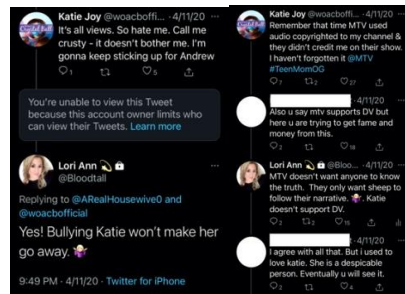 Katie Joy @woacboffi... · 4/11/20 ...
It's all views. So hate me. Call me
crusty - it doesn't bother me. I'm
gonna keep sticking up for Andrew
1 5
You're unable to view this Tweet
because this account owner limits who
can view their Tweets. Learn more
Lori Ann
@Bloodtall
Replying to @ARealHousewive0 and
@woacbofficial
Yes! Bullying Katie won't make her
go away. 🤷‍♀️
9:49 PM · 4/11/20 · Twitter for iPhone
Katie Joy @woacboffi... · 4/11/20 ...
Remember that time MTV used
audio copyrighted to my channel &
they didn't credit me on their show.
I haven't forgotten it @MTV
#TeenMomOG
7 2 27
· 4/11/20 ...
Also u say mtv supports DV but
here u are trying to get fame and
money from this.
2 18
Lori Ann @Bloo... · 4/11/20 ...
MTV doesn't want anyone to know
the truth. They only want sheep to
follow their narrative. 🤷‍♀️. Katie
doesn't support DV.
· 4/11/20 ...
I agree with all that. But i used to
love katie. She is a despicable
person. Eventually u will see it.
2 4